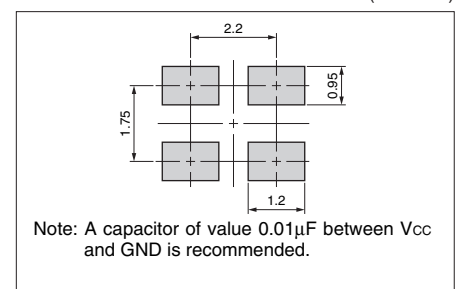 2.2
0.95
1.75
1.2
Note: A capacitor of value 0.01μF between Vcc
and GND is recommended.